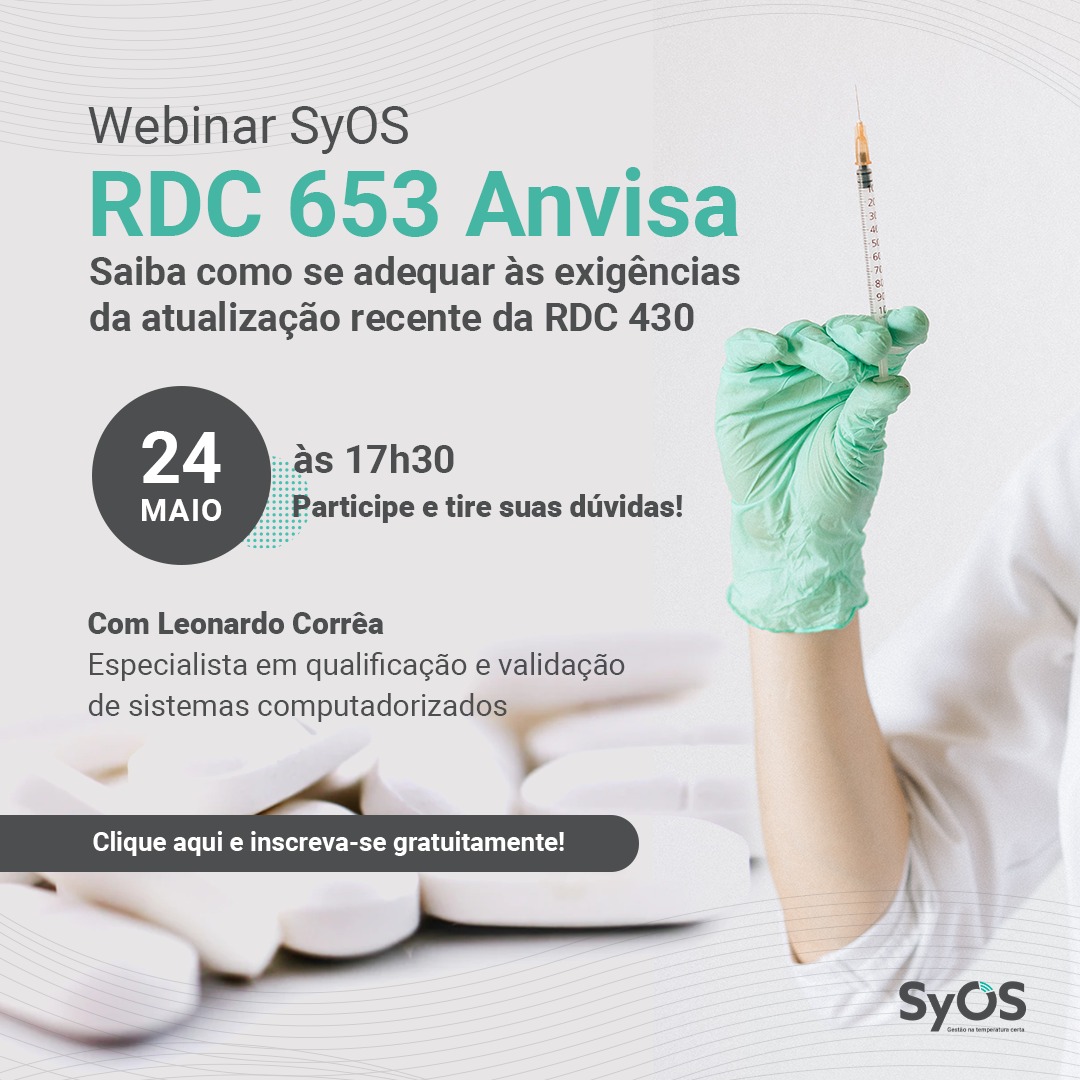 Webinar SyOS
RDC 653 Anvisa
Saiba como se adequar às exigências
da atualização recente da RDC 430
24
MAIO
às 17h30
Participe e tire suas dúvidas!
Com Leonardo Corrêa
Especialista em qualificação e validação
de sistemas computadorizados
Clique aqui e inscreva-se gratuitamente!
SyOS
Gestão na temperatura certa